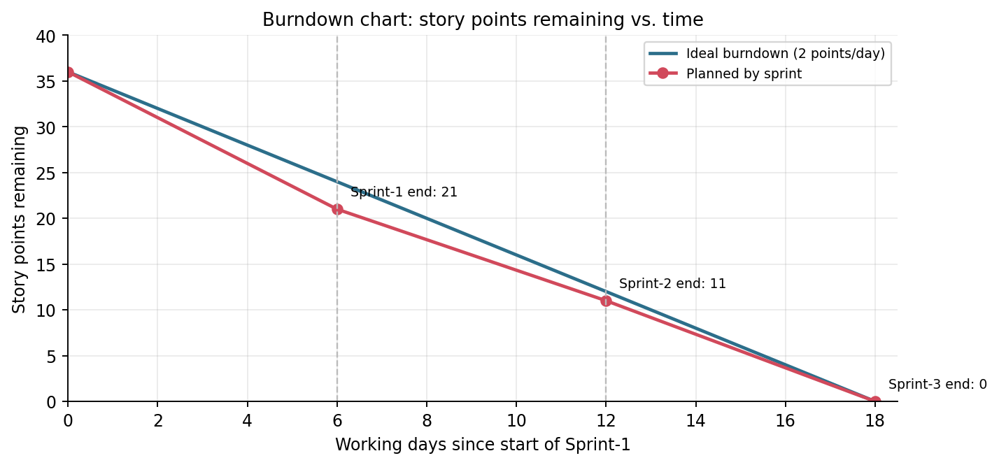 Burndown chart: story points remaining vs. time
Ideal burndown (2 points/day)
Planned by sprint
Story points remaining
40
35
30
25
20
15
10
5
0
Sprint-1 end: 21
Sprint-2 end: 11
Sprint-3 end: 0
0 2 4 6 8 10 12 14 16 18
Working days since start of Sprint-1